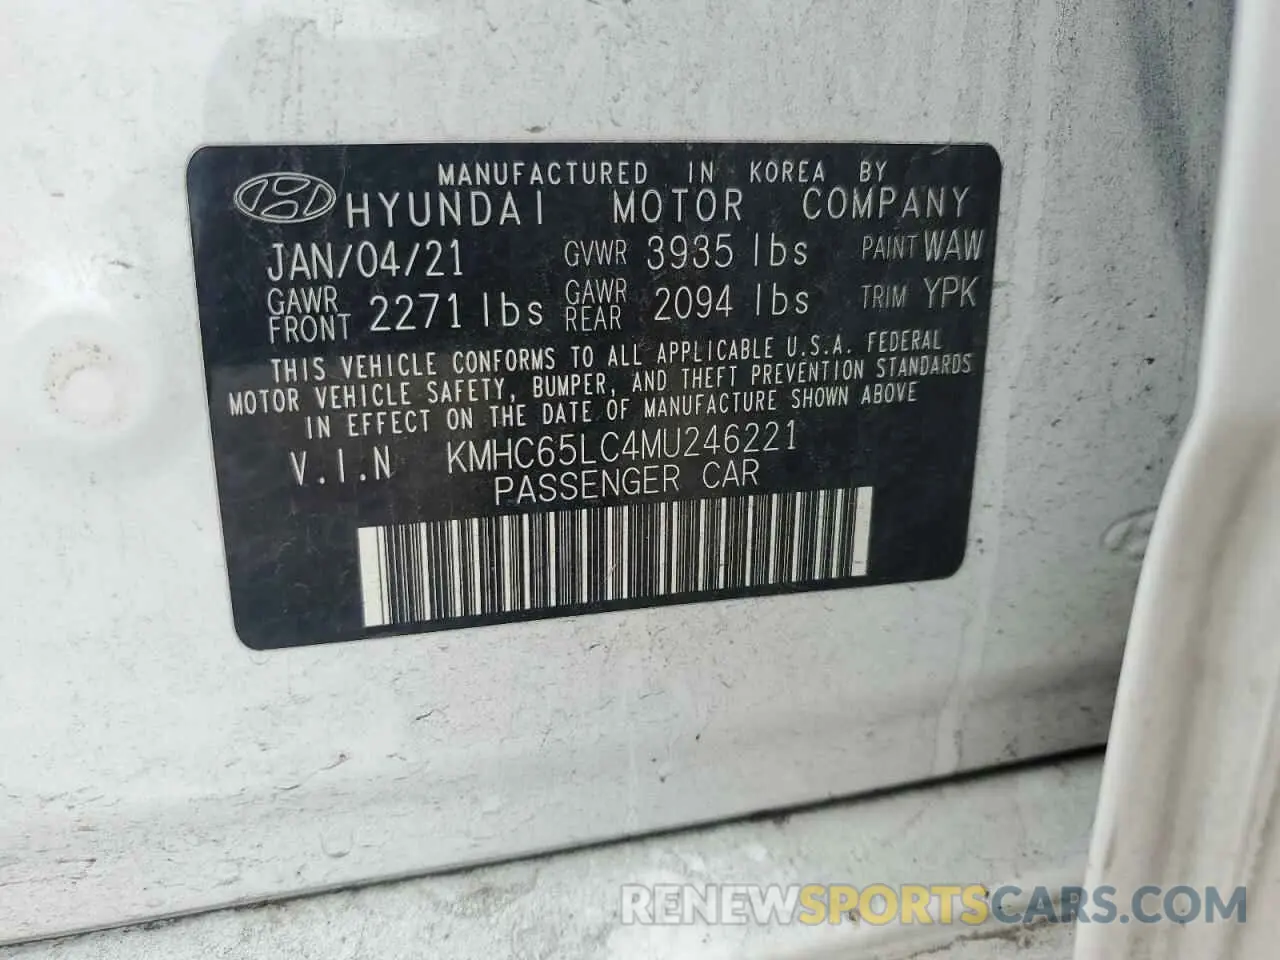 MANUFACTURED IN KOREA BY
HYUNDAI MOTOR COMPANY
JAN/04/21 GVWR 3935 lbs PAINT WAW
GAWR FRONT 2271 lbs GAWR REAR 2094 lbs TRIM YPK
THIS VEHICLE CONFORMS TO ALL APPLICABLE U.S.A. FEDERAL
MOTOR VEHICLE SAFETY, BUMPER, AND THEFT PREVENTION STANDARDS
IN EFFECT ON THE DATE OF MANUFACTURE SHOWN ABOVE
V.I.N KMHC65LC4MU246221
PASSENGER CAR
RENEWSPORTSCARS.COM